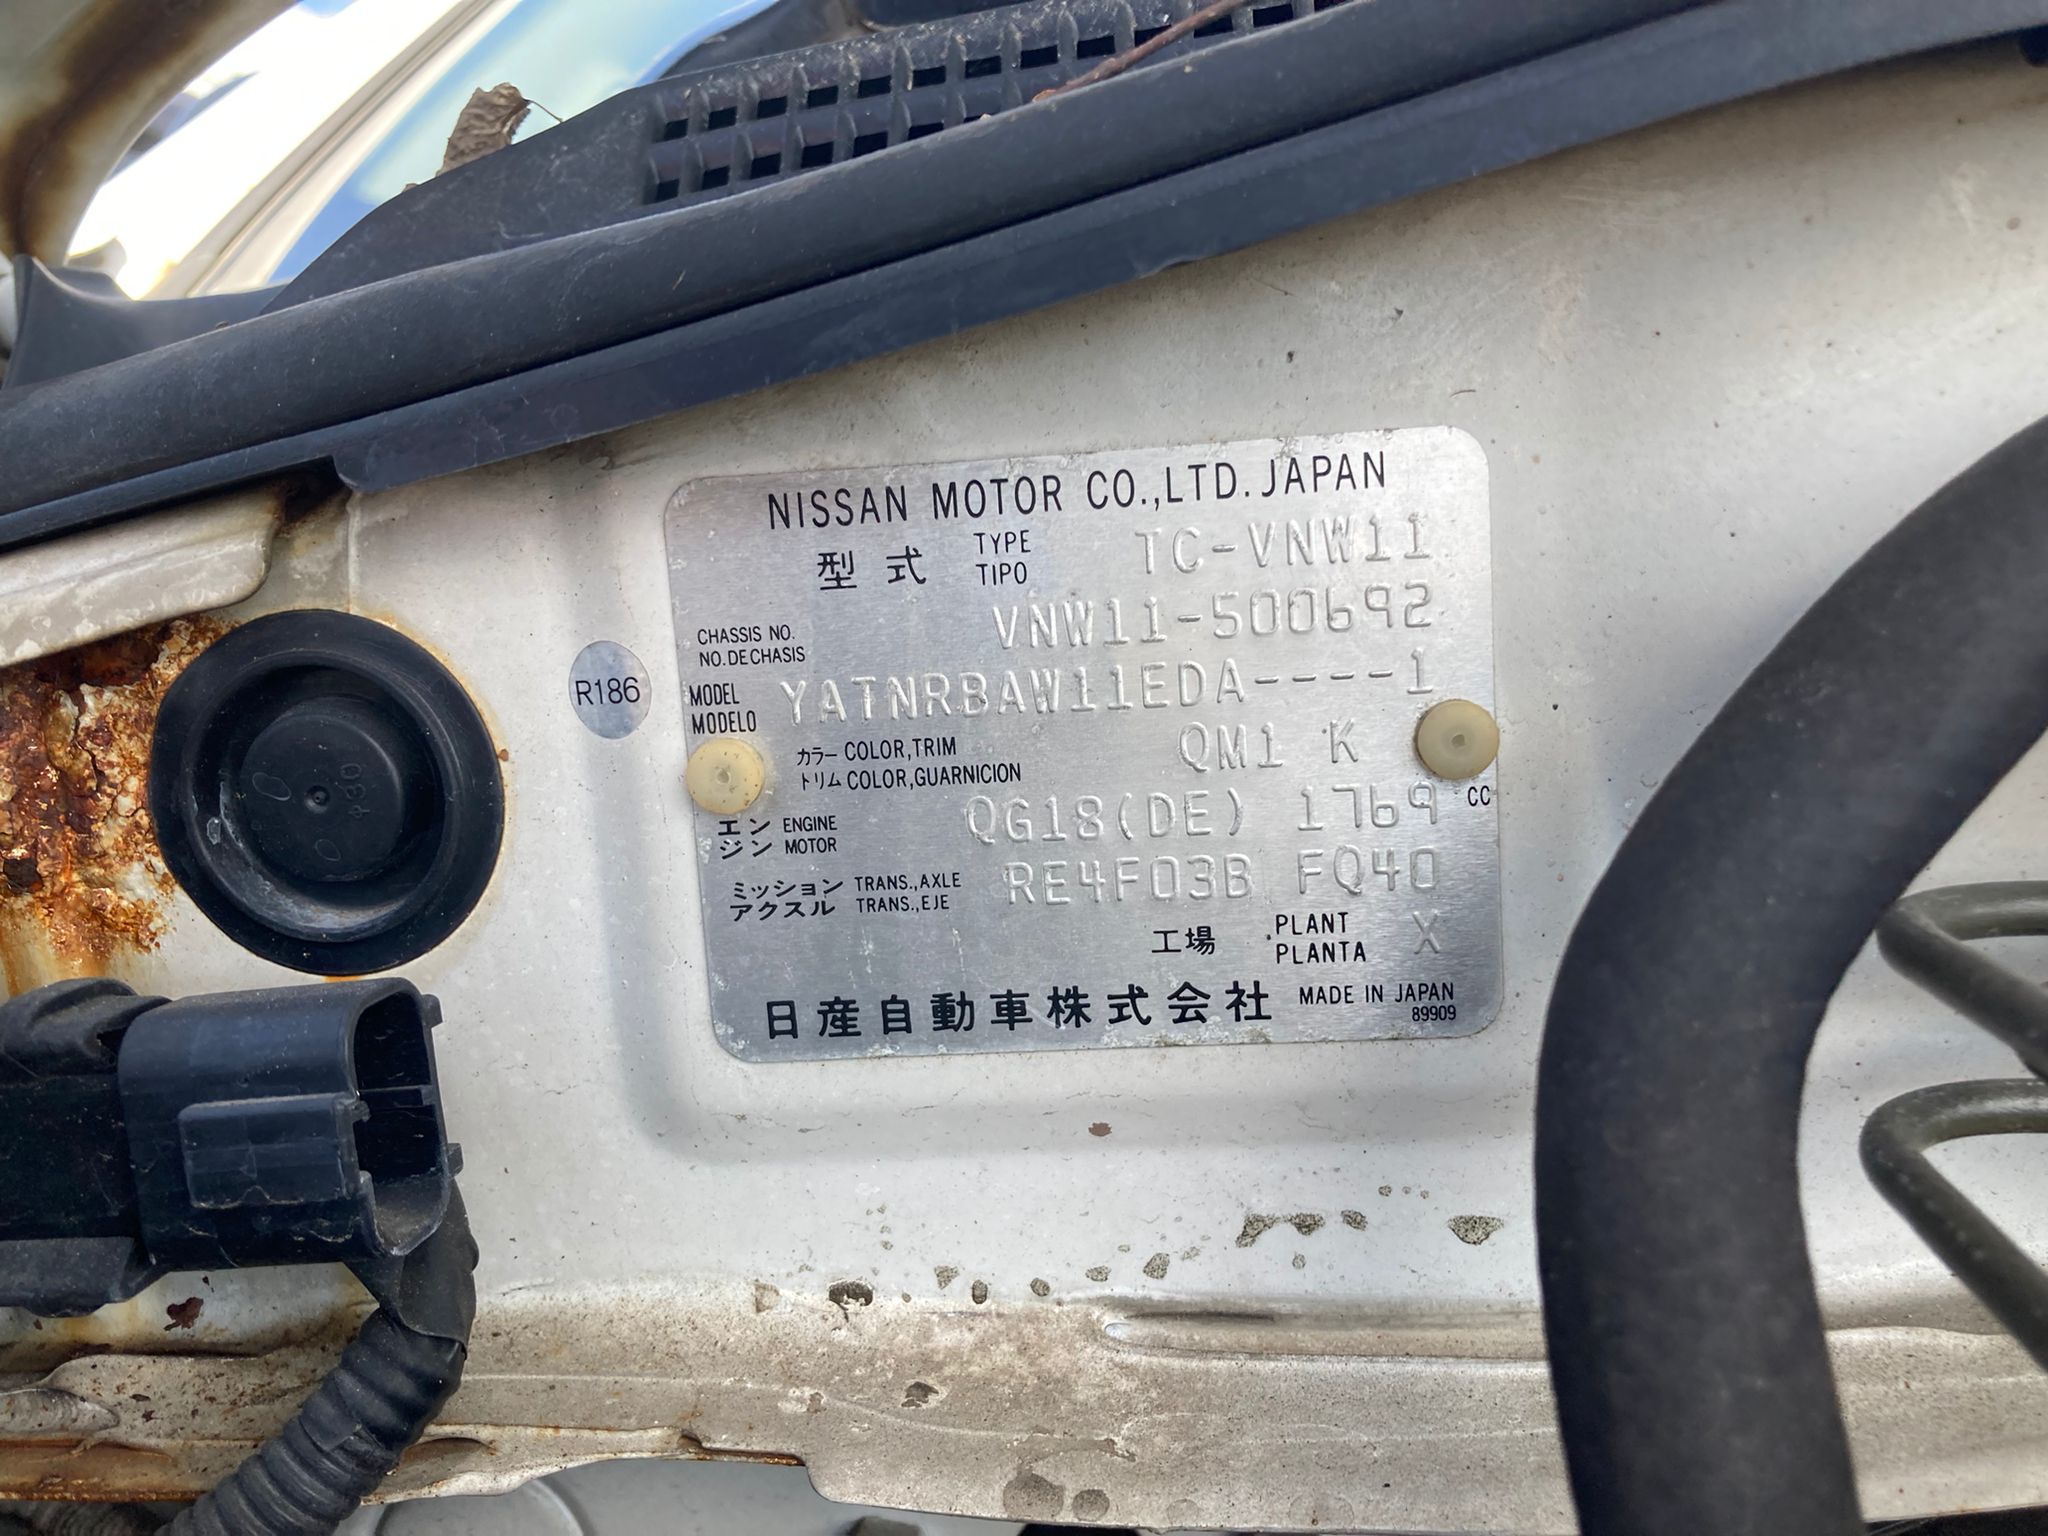 NISSAN MOTOR CO.,LTD. JAPAN
型式 TYPE TC-VNW11
TIPO
CHASSIS NO. VNW11-500692
NO. DE CHASIS
R186
MODEL YATNRBAW11EDA----1
MODELO
カラー COLOR,TRIM QM1 K
トリム COLOR,GUARNICION
エン ENGINE QG18(DE) 1769 CC
ジン MOTOR
ミッション TRANS.,AXLE RE4F03B FQ40
アクスル TRANS.,EJE
工場 PLANT X
PLANTA
日産自動車株式会社 MADE IN JAPAN
89909
φ30